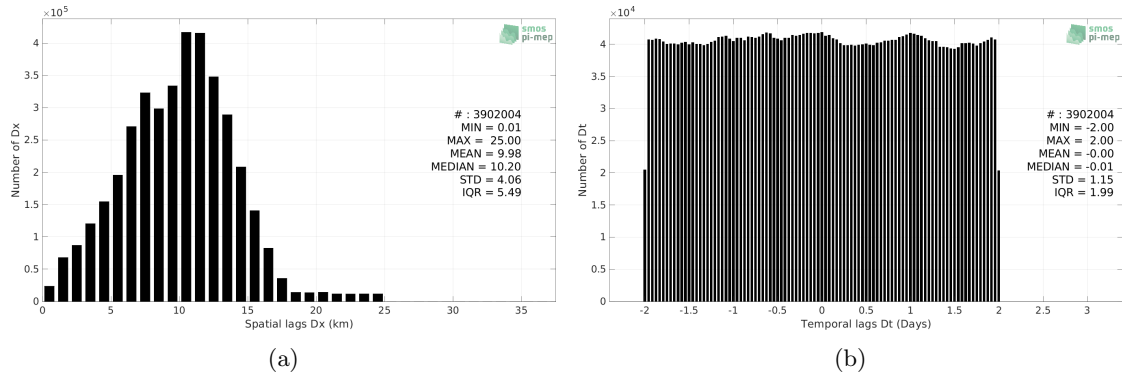 ×10⁵
4
3.5
3
2.5
2
1.5
1
0.5
0
Number of Dx
smos
pi-mep
# : 3902004
MIN = 0.01
MAX = 25.00
MEAN = 9.98
MEDIAN = 10.20
STD = 4.06
IQR = 5.49
0 5 10 15 20 25 30 35
Spatial lags Dx (km)
(a)
×10⁴
4
3.5
3
2.5
2
1.5
1
0.5
0
Number of Dt
smos
pi-mep
# : 3902004
MIN = -2.00
MAX = 2.00
MEAN = -0.00
MEDIAN = -0.01
STD = 1.15
IQR = 1.99
-2 -1.5 -1 -0.5 0 0.5 1 1.5 2 2.5 3
Temporal lags Dt (Days)
(b)